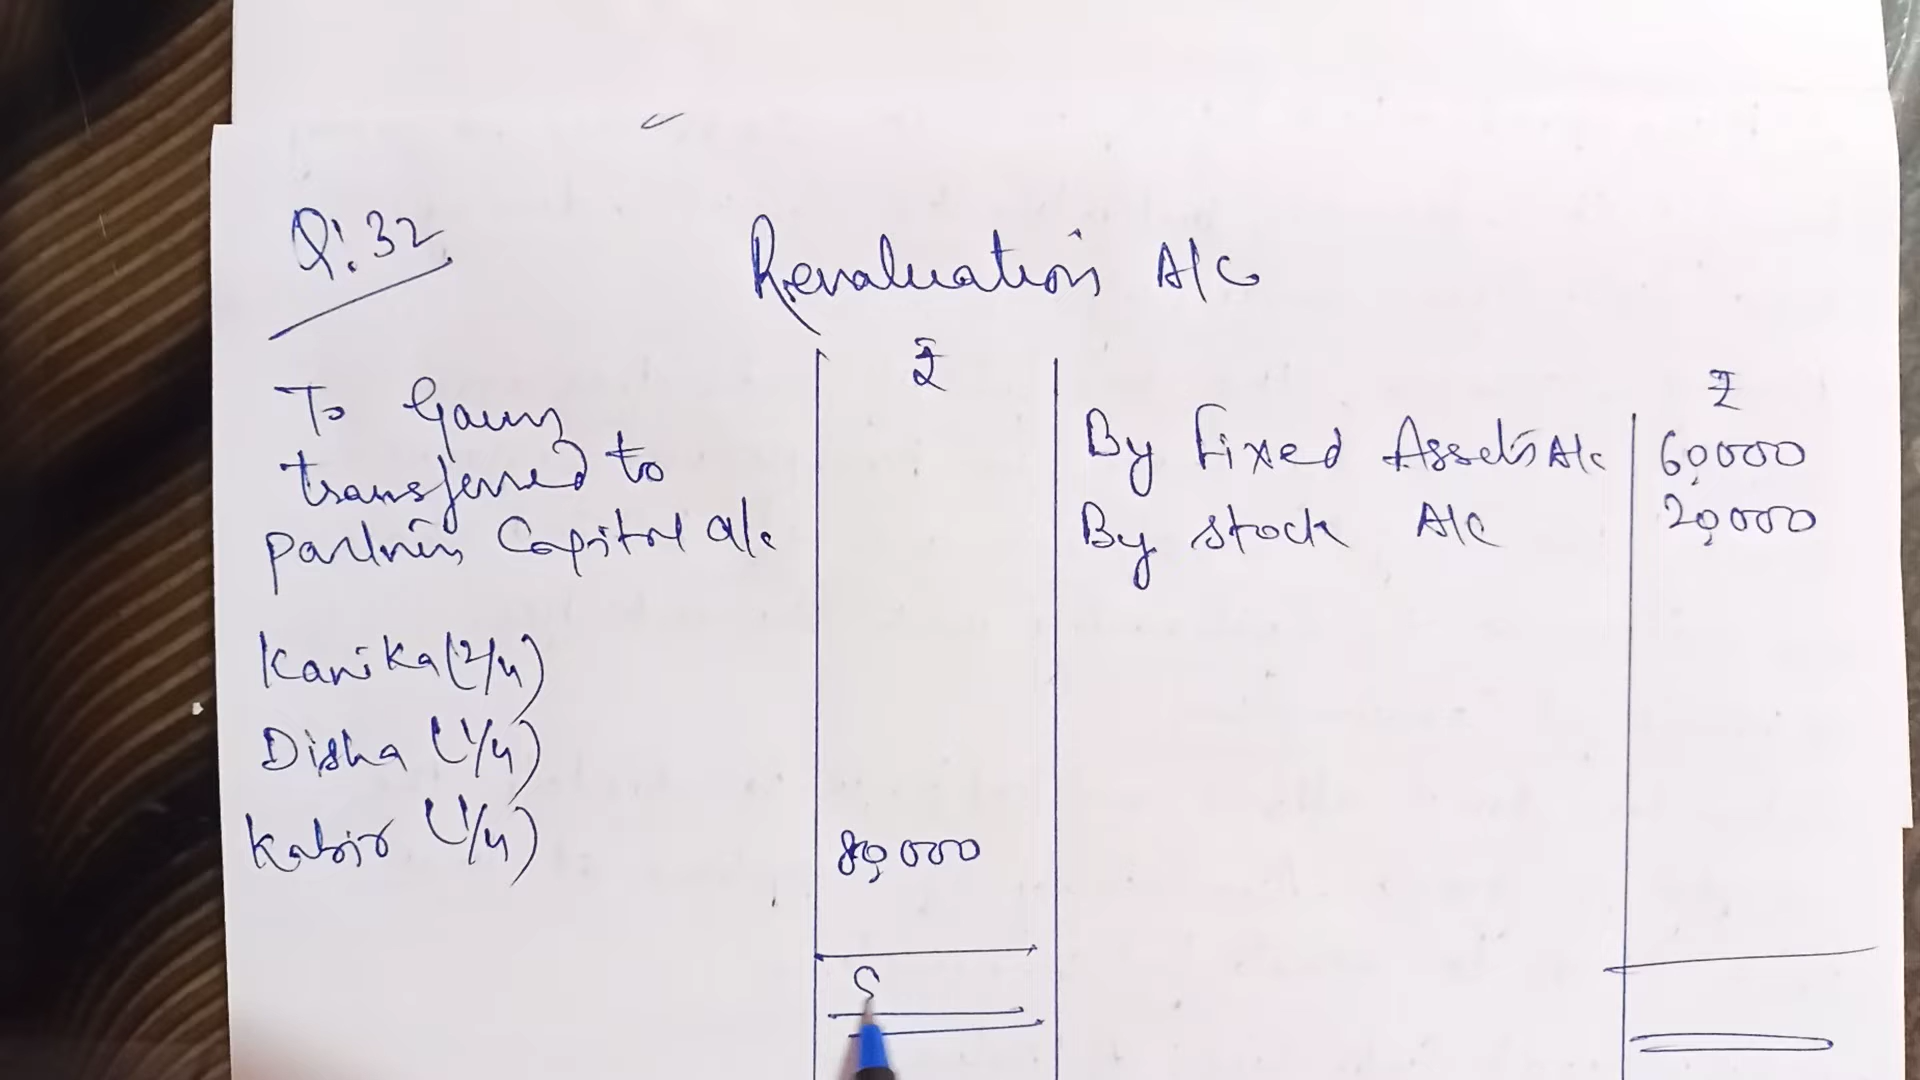 Q:32
Revaluation A/c
₹
₹
To Gain
transferred to
partners Capital a/c
Kanika (2/4)
Disha (1/4)
Kabir (1/4)
80,000
By Fixed Assets A/c 60,000
By stock A/c 20,000